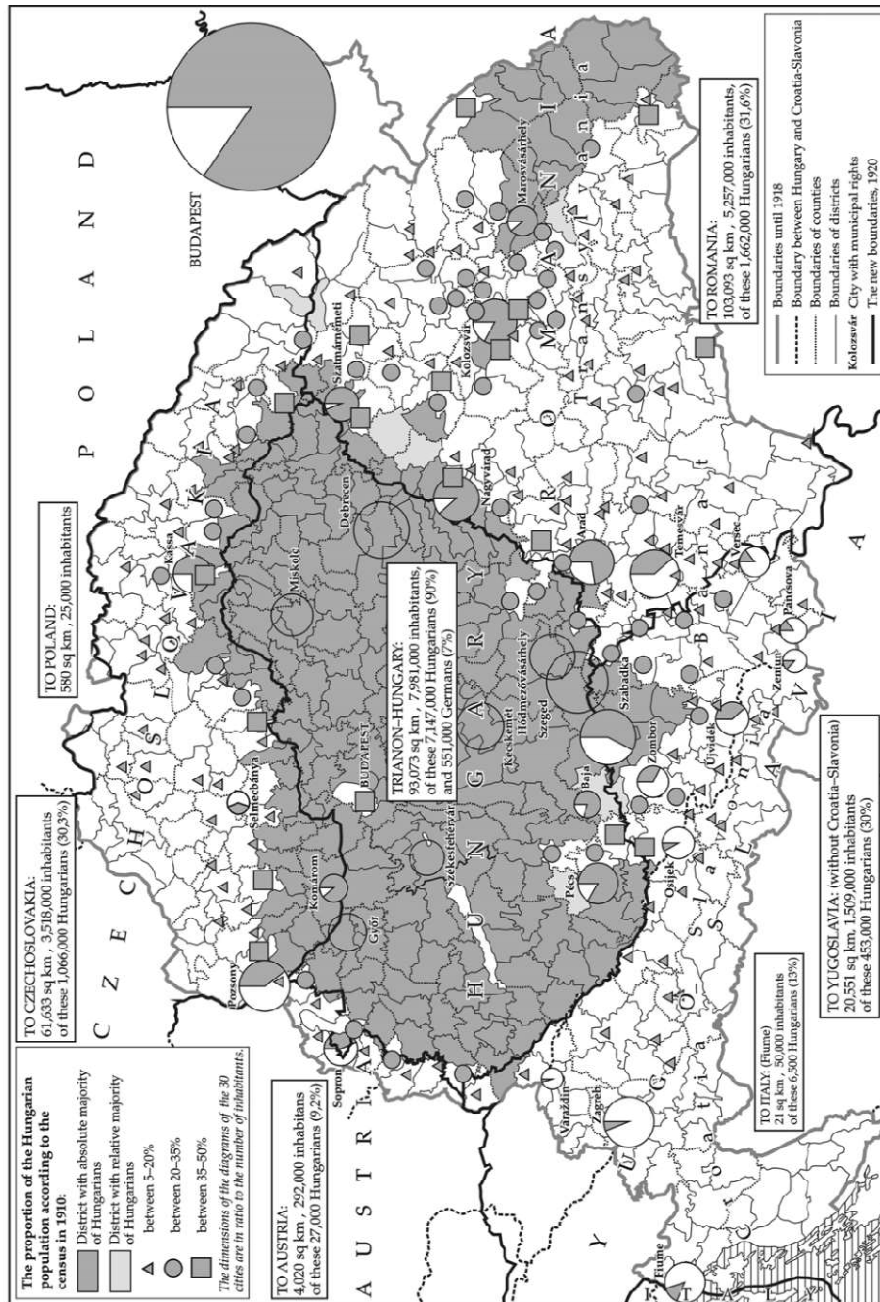 The proportion of the Hungarian
population according to the
census in 1910:
District with absolute majority
of Hungarians
District with relative majority
of Hungarians
between 5–20%
between 20–35%
between 35–50%
The dimensions of the diagrams of the 30
cities are in ratio to the number of inhabitants.
TO CZECHOSLOVAKIA:
61,633 sq km , 3,518,000 inhabitants
of these 1,066,000 Hungarians (30,3%)
TO POLAND:
580 sq km , 25,000 inhabitants
POLAND
BUDAPEST
CZECHOSLOVAKIA
TO AUSTRIA:
4,020 sq km , 292,000 inhabitans
of these 27,000 Hungarians (9,2%)
AUSTRIA
Pozsony
Selmecbánya
Kassa
Sopron
Győr
Komárom
BUDAPEST
Miskolc
Debrecen
Szatmárnémeti
Székesfehérvár
TRIANON-HUNGARY:
93,073 sq km , 7,981,000 inhabitants,
of these 7,147,000 Hungarians (90%)
and 551,000 Germans (7%)
HUNGARY
Nagyvárad
Kolozsvár
Marosvásárhely
Kecskemét
Hódmezővásárhely
Szeged
Pécs
Baja
Szabadka
Zombor
Arad
Temesvár
Versec
Pancsova
Zemun
Újvidék
Osijek
Varaždin
Zagreb
Fiume
ROMANIA
Transylvania
Banat
YUGOSLAVIA
Croatia-
Slavonia
ITALY
TO ITALY: (Fiume)
21 sq km , 50,000 inhabitants
of these 6,500 Hungarians (13%)
TO YUGOSLAVIA: (without Croatia–Slavonia)
20,551 sq km, 1,509,000 inhabitants
of these 453,000 Hungarians (30%)
TO ROMANIA:
103,093 sq km , 5,257,000 inhabitants,
of these 1,662,000 Hungarians (31,6%)
Boundaries until 1918
Boundary between Hungary and Croatia-Slavonia
Boundaries of counties
Boundaries of districts
Kolozsvár City with municipal rights
The new boundaries, 1920